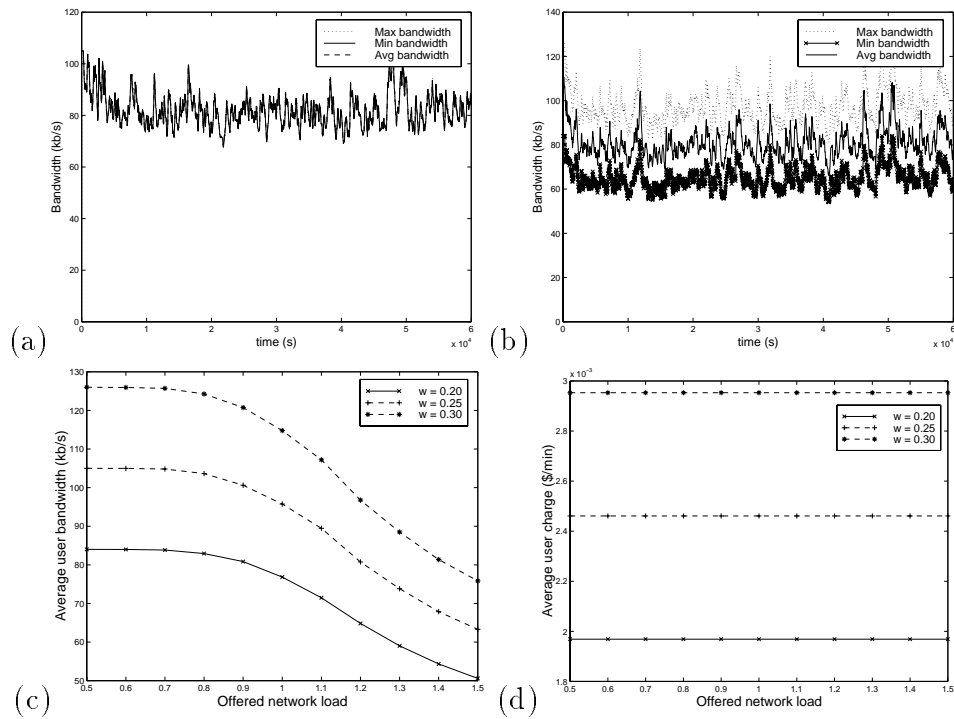 120
100
80
60
40
20
0
Bandwidth (kb/s)
Max bandwidth
Min bandwidth
Avg bandwidth
0 1 2 3 4 5 6
time (s)
x 10⁴
(a)
140
120
100
80
60
40
20
0
Bandwidth (kb/s)
Max bandwidth
Min bandwidth
Avg bandwidth
0 1 2 3 4 5 6
time (s)
x 10⁴
(b)
130
120
110
100
90
80
70
60
50
Average user bandwidth (kb/s)
w = 0.20
w = 0.25
w = 0.30
0.5 0.6 0.7 0.8 0.9 1 1.1 1.2 1.3 1.4 1.5
Offered network load
(c)
x 10⁻³
3
2.8
2.6
2.4
2.2
2
1.8
Average user charge ($/min)
w = 0.20
w = 0.25
w = 0.30
0.5 0.6 0.7 0.8 0.9 1 1.1 1.2 1.3 1.4 1.5
Offered network load
(d)